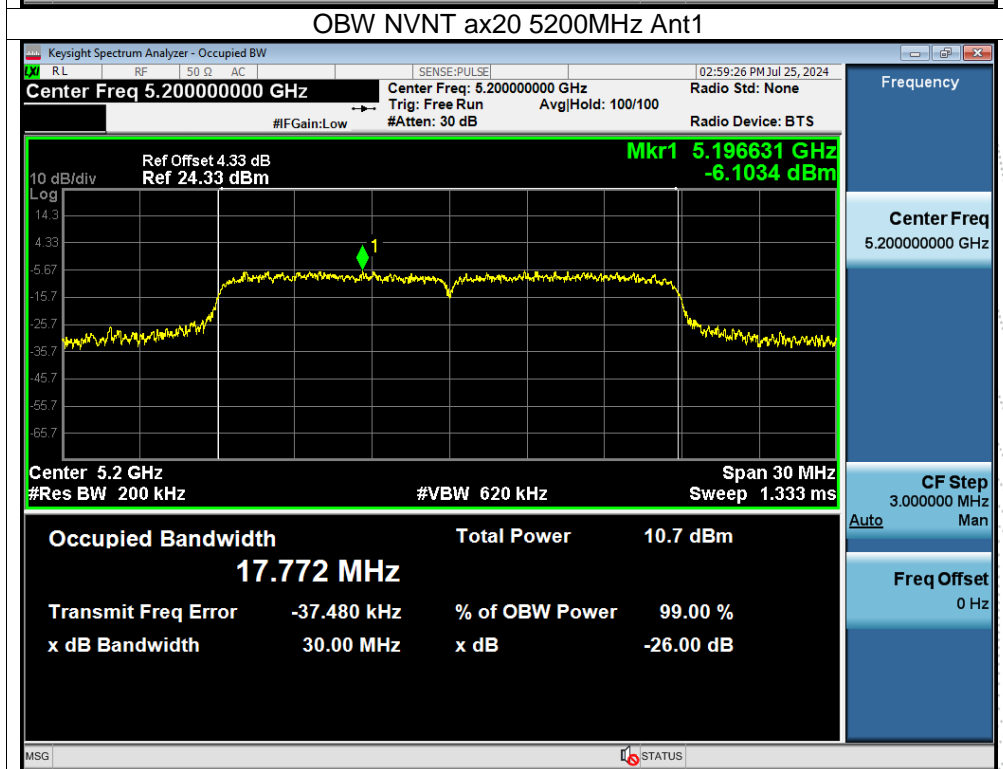 OBW NVNT ax20 5200MHz Ant1
Keysight Spectrum Analyzer - Occupied BW
LXI RL RF 50 Ω AC SENSE:PULSE 02:59:26 PM Jul 25, 2024
Center Freq 5.200000000 GHz Center Freq: 5.200000000 GHz Radio Std: None
Trig: Free Run Avg|Hold: 100/100
#IFGain:Low #Atten: 30 dB Radio Device: BTS
Mkr1 5.196631 GHz
-6.1034 dBm
Ref Offset 4.33 dB
10 dB/div Ref 24.33 dBm
Log
14.3
4.33
-5.67
-15.7
-25.7
-35.7
-45.7
-55.7
-65.7
1
Center 5.2 GHz Span 30 MHz
#Res BW 200 kHz #VBW 620 kHz Sweep 1.333 ms
Occupied Bandwidth Total Power 10.7 dBm
17.772 MHz
Transmit Freq Error -37.480 kHz % of OBW Power 99.00 %
x dB Bandwidth 30.00 MHz x dB -26.00 dB
Frequency
Center Freq
5.200000000 GHz
CF Step
3.000000 MHz
Auto Man
Freq Offset
0 Hz
MSG STATUS